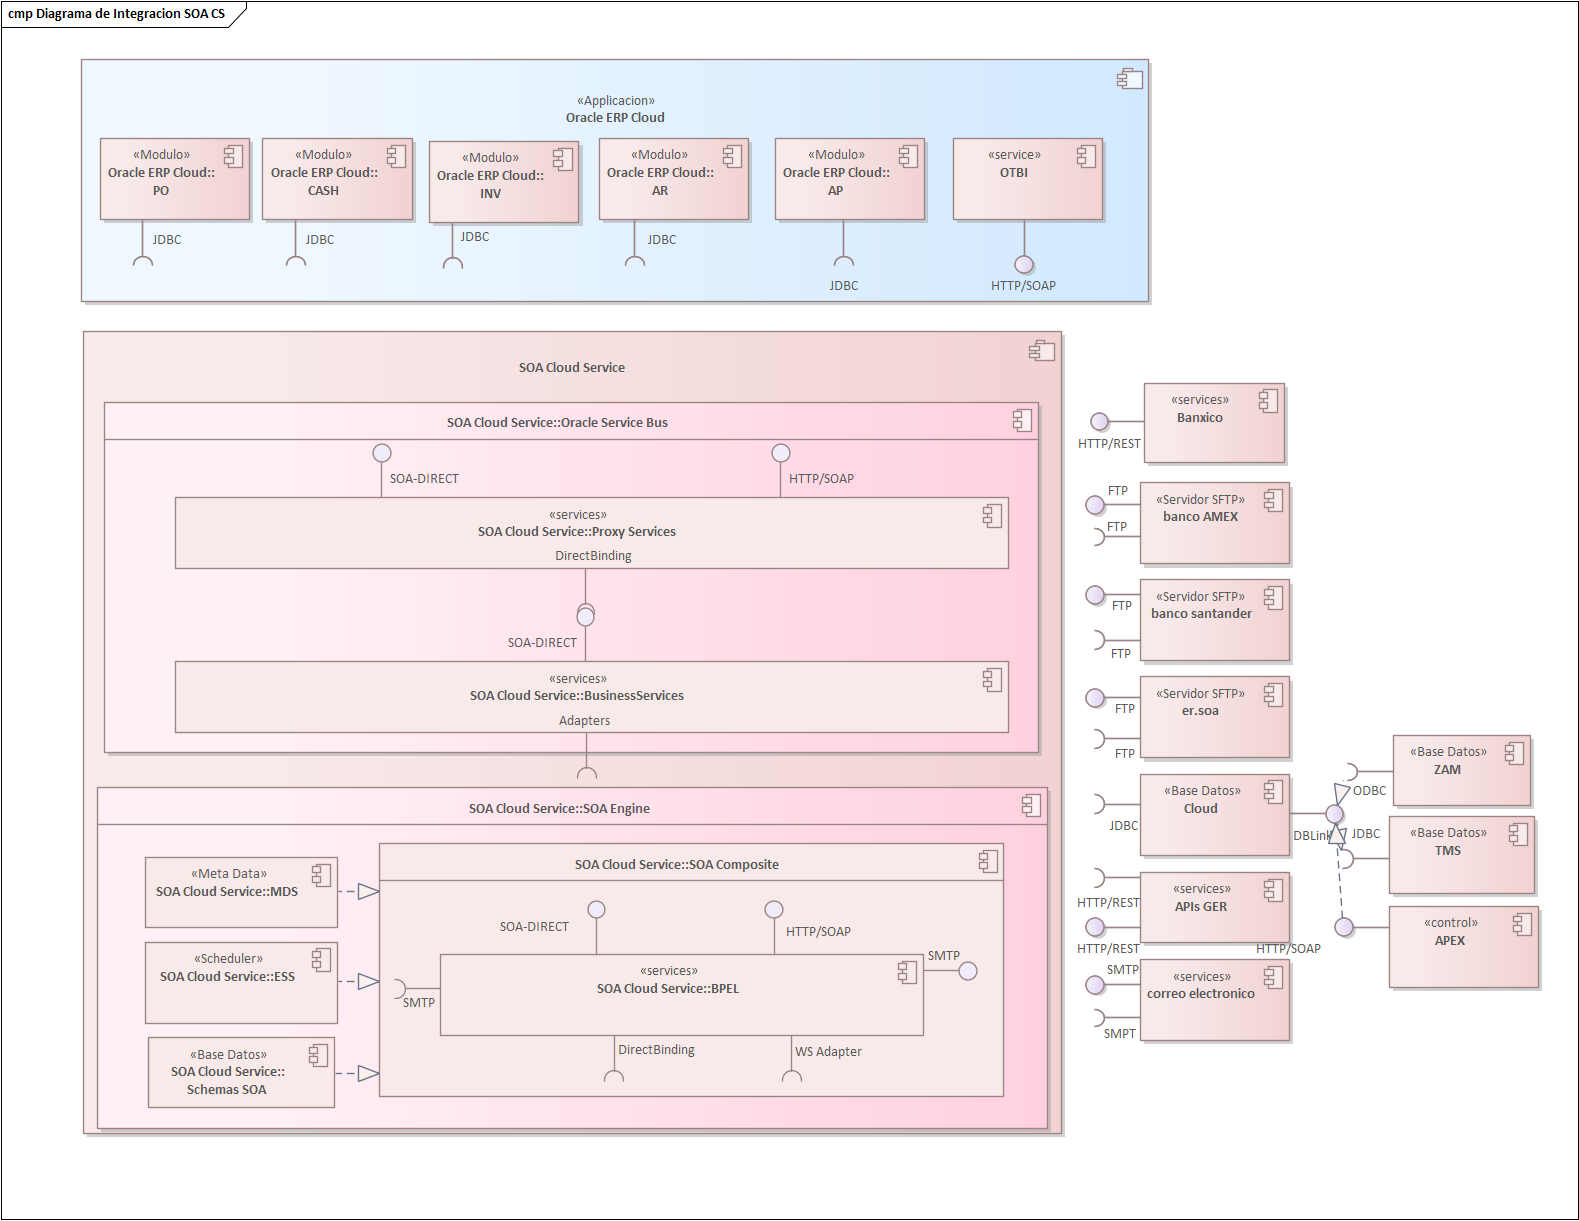 cmp Diagrama de Integracion SOA CS
«Applicacion»
Oracle ERP Cloud
«Modulo»
Oracle ERP Cloud::
PO
JDBC
«Modulo»
Oracle ERP Cloud::
CASH
JDBC
«Modulo»
Oracle ERP Cloud::
INV
JDBC
«Modulo»
Oracle ERP Cloud::
AR
JDBC
«Modulo»
Oracle ERP Cloud::
AP
JDBC
«service»
OTBI
HTTP/SOAP
SOA Cloud Service
SOA Cloud Service::Oracle Service Bus
SOA-DIRECT
HTTP/SOAP
«services»
SOA Cloud Service::Proxy Services
DirectBinding
SOA-DIRECT
«services»
SOA Cloud Service::BusinessServices
Adapters
SOA Cloud Service::SOA Engine
«Meta Data»
SOA Cloud Service::MDS
«Scheduler»
SOA Cloud Service::ESS
«Base Datos»
SOA Cloud Service::
Schemas SOA
SOA Cloud Service::SOA Composite
SOA-DIRECT
HTTP/SOAP
SMTP
SMTP
«services»
SOA Cloud Service::BPEL
DirectBinding
WS Adapter
«services»
Banxico
HTTP/REST
«Servidor SFTP»
banco AMEX
FTP
FTP
«Servidor SFTP»
banco santander
FTP
FTP
«Servidor SFTP»
er.soa
FTP
FTP
«Base Datos»
Cloud
JDBC
DBLink
«Base Datos»
ZAM
ODBC
«Base Datos»
TMS
JDBC
«services»
APIs GER
HTTP/REST
HTTP/REST
«control»
APEX
HTTP/SOAP
«services»
correo electronico
SMTP
SMPT